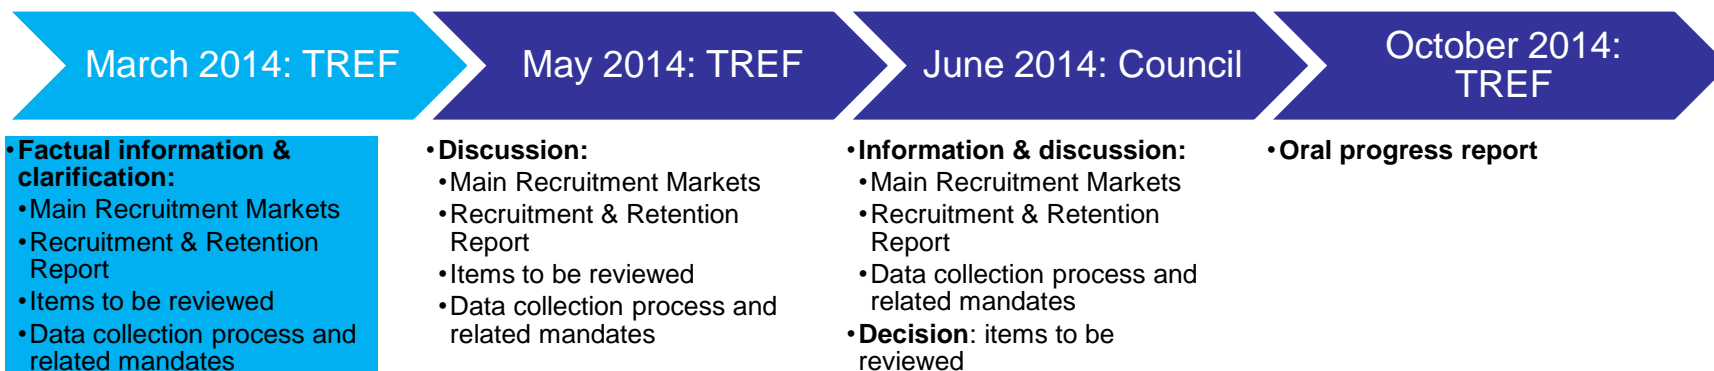 March 2014: TREF
•Factual information &
clarification:
•Main Recruitment Markets
•Recruitment & Retention
Report
•Items to be reviewed
•Data collection process and
related mandates
May 2014: TREF
•Discussion:
•Main Recruitment Markets
•Recruitment & Retention
Report
•Items to be reviewed
•Data collection process and
related mandates
June 2014: Council
•Information & discussion:
•Main Recruitment Markets
•Recruitment & Retention
Report
•Data collection process and
related mandates
•Decision: items to be
reviewed
October 2014:
TREF
•Oral progress report